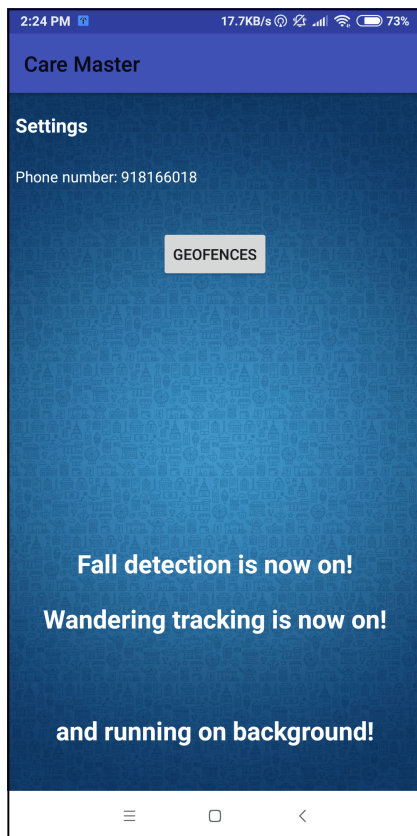 2:24 PM 17.7KB/s 73%
Care Master
Settings
Phone number: 918166018
GEOFENCES
Fall detection is now on!
Wandering tracking is now on!
and running on background!